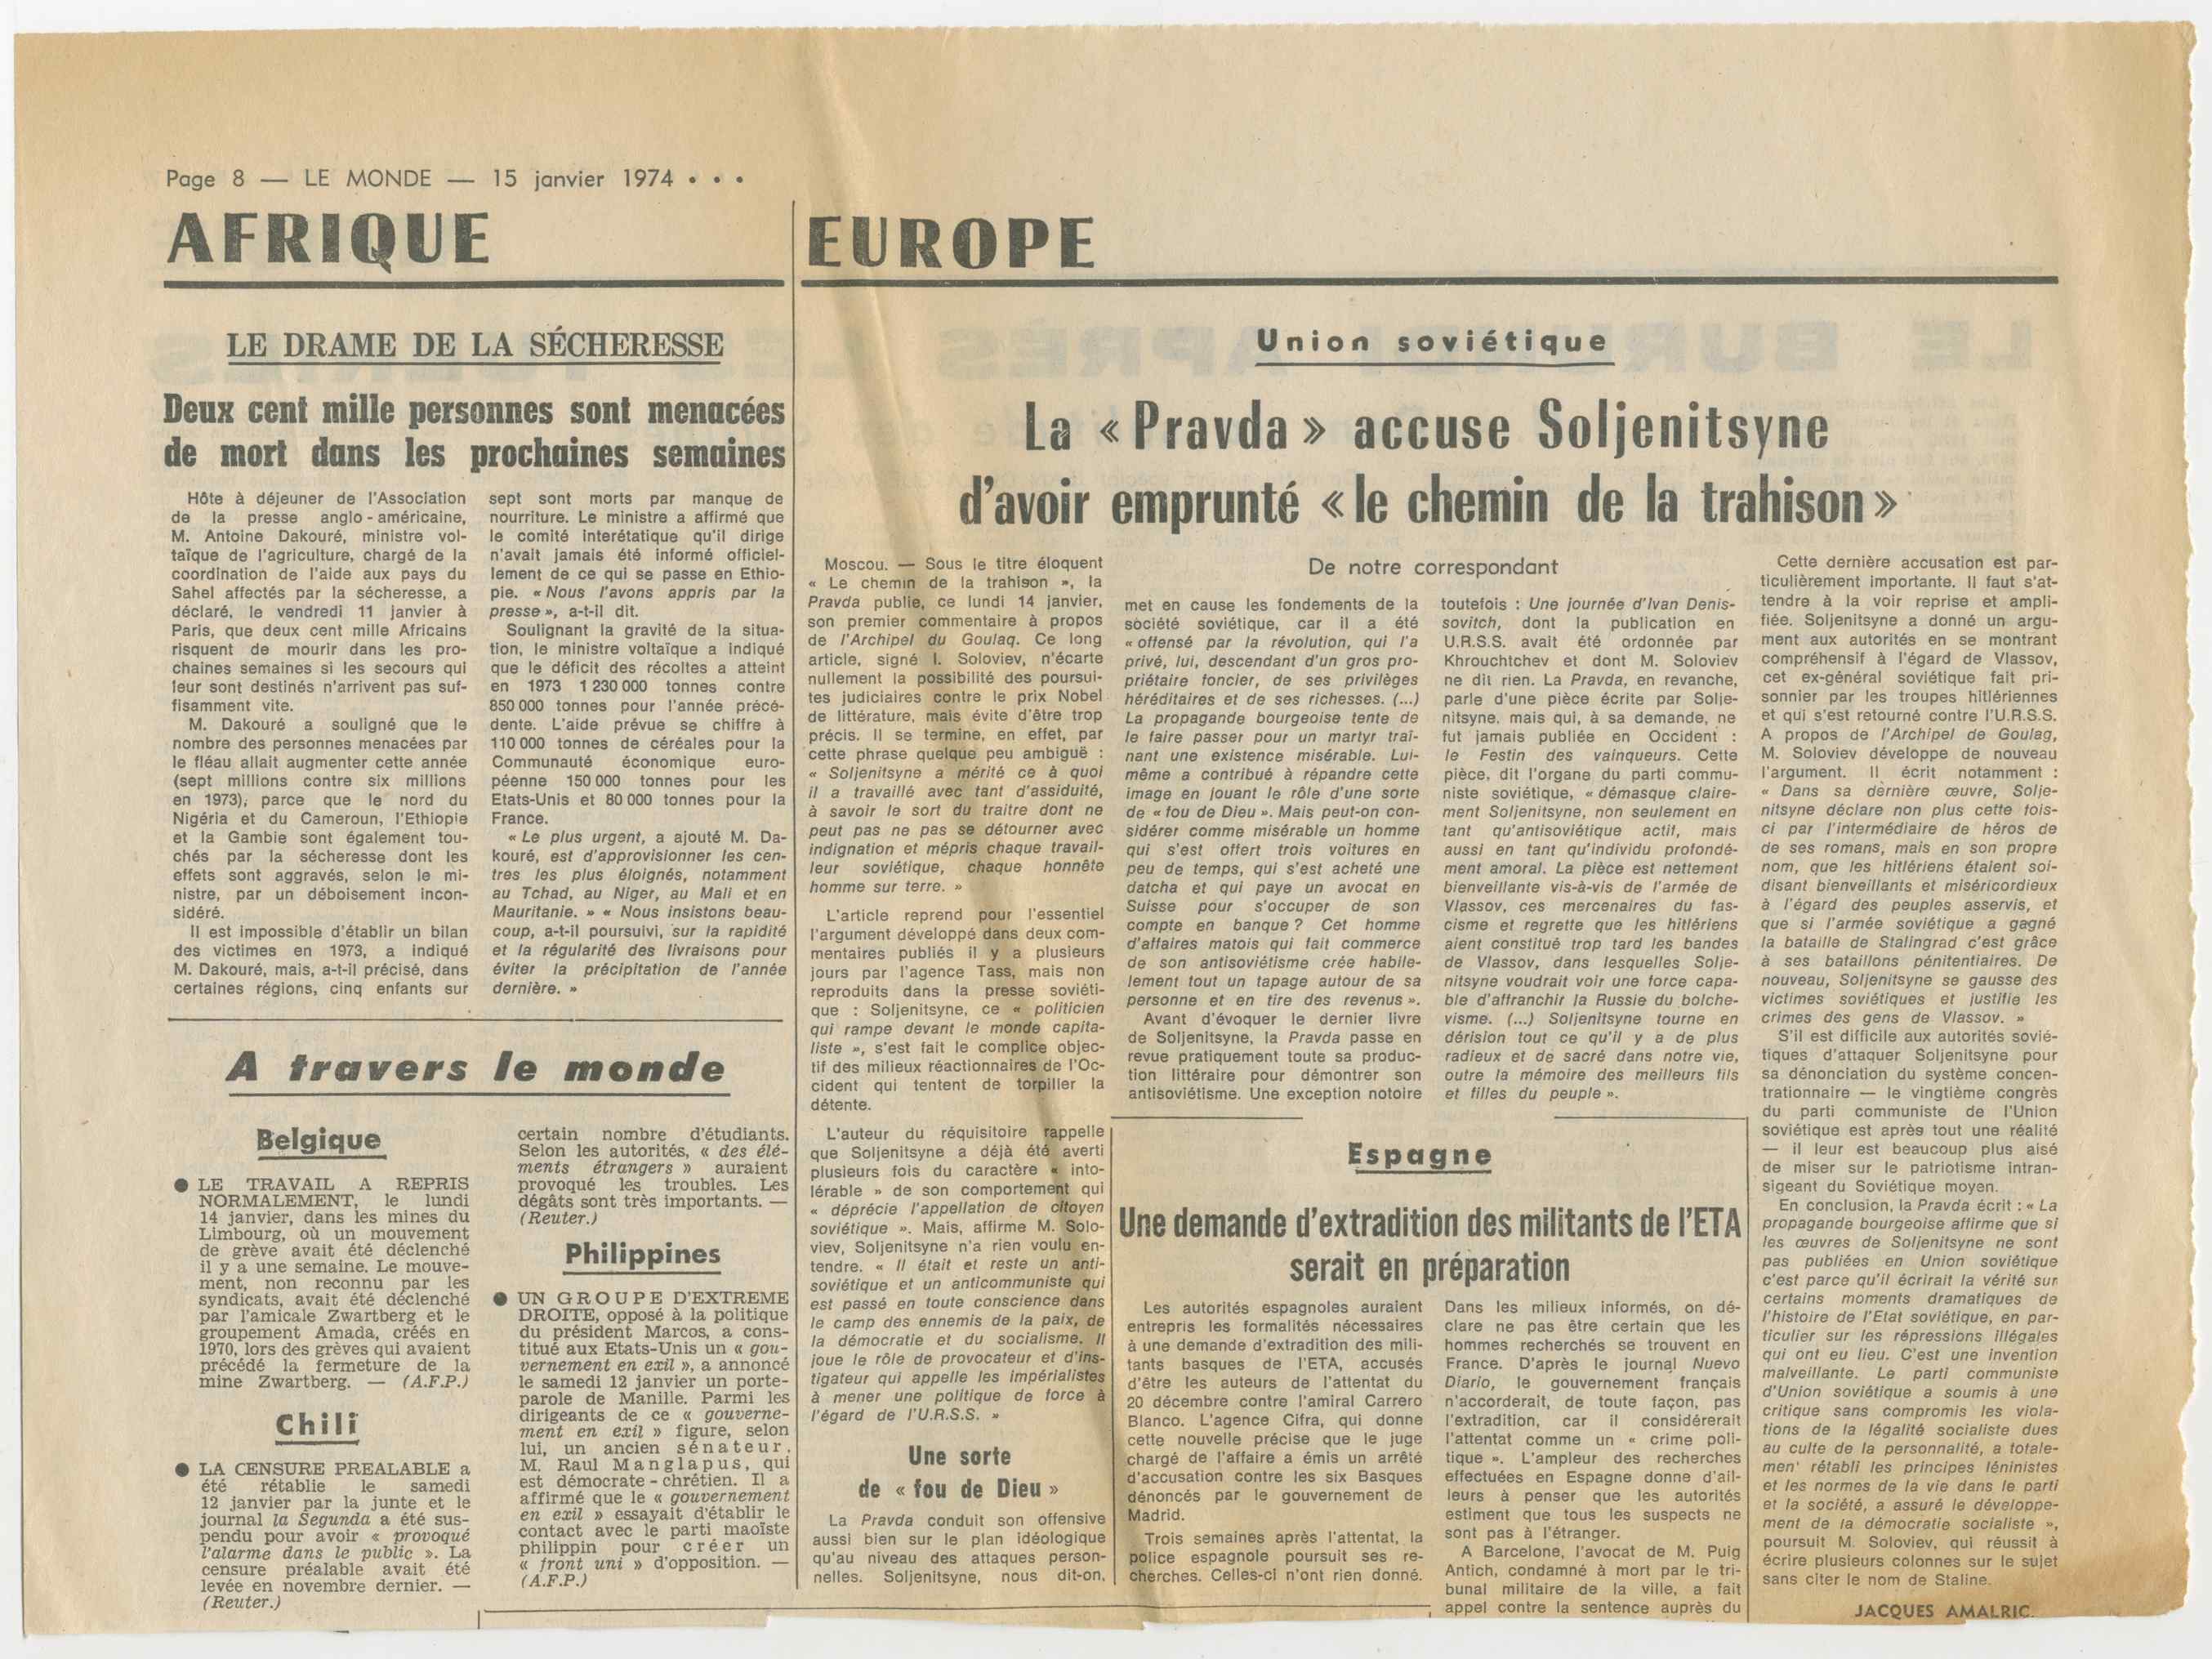 Page 8 — LE MONDE — 15 janvier 1974 • • •
AFRIQUE
LE DRAME DE LA SÉCHERESSE
Deux cent mille personnes sont menacées
de mort dans les prochaines semaines
Hôte à déjeuner de l'Association
de la presse anglo-américaine,
M. Antoine Dakouré, ministre vol-
taïque de l'agriculture, chargé de la
coordination de l'aide aux pays du
Sahel affectés par la sécheresse, a
déclaré, le vendredi 11 janvier à
Paris, que deux cent mille Africains
risquent de mourir dans les pro-
chaines semaines si les secours qui
leur sont destinés n'arrivent pas suf-
fisamment vite.
M. Dakouré a souligné que le
nombre des personnes menacées par
le fléau allait augmenter cette année
(sept millions contre six millions
en 1973), parce que le nord du
Nigéria et du Cameroun, l'Ethiopie
et la Gambie sont également tou-
chés par la sécheresse dont les
effets sont aggravés, selon le mi-
nistre, par un déboisement incon-
sidéré.
Il est impossible d'établir un bilan
des victimes en 1973, a indiqué
M. Dakouré, mais, a-t-il précisé, dans
certaines régions, cinq enfants sur
sept sont morts par manque de
nourriture. Le ministre a affirmé que
le comité interétatique qu'il dirige
n'avait jamais été informé officiel-
lement de ce qui se passe en Ethio-
pie. « Nous l'avons appris par la
presse », a-t-il dit.
Soulignant la gravité de la situa-
tion, le ministre voltaïque a indiqué
que le déficit des récoltes a atteint
en 1973 1 230 000 tonnes contre
850 000 tonnes pour l'année précé-
dente. L'aide prévue se chiffre à
110 000 tonnes de céréales pour la
Communauté économique euro-
péenne 150 000 tonnes pour les
Etats-Unis et 80 000 tonnes pour la
France.
« Le plus urgent, a ajouté M. Da-
kouré, est d'approvisionner les cen-
tres les plus éloignés, notamment
au Tchad, au Niger, au Mali et en
Mauritanie. » « Nous insistons beau-
coup, a-t-il poursuivi, sur la rapidité
et la régularité des livraisons pour
éviter la précipitation de l'année
dernière. »
A travers le monde
Belgique
● LE TRAVAIL A REPRIS
NORMALEMENT, le lundi
14 janvier, dans les mines du
Limbourg, où un mouvement
de grève avait été déclenché
il y a une semaine. Le mouve-
ment, non reconnu par les
syndicats, avait été déclenché
par l'amicale Zwartberg et le
groupement Amada, créés en
1970, lors des grèves qui avaient
précédé la fermeture de la
mine Zwartberg. — (A.F.P.)
Chili
● LA CENSURE PREALABLE a
été rétablie le samedi
12 janvier par la junte et le
journal la Segunda a été sus-
pendu pour avoir « provoqué
l'alarme dans le public ». La
censure préalable avait été
levée en novembre dernier. —
(Reuter.)
certain nombre d'étudiants.
Selon les autorités, « des élé-
ments étrangers » auraient
provoqué les troubles. Les
dégâts sont très importants. —
(Reuter.)
Philippines
● UN GROUPE D'EXTREME
DROITE, opposé à la politique
du président Marcos, a cons-
titué aux Etats-Unis un « gou-
vernement en exil », a annoncé
le samedi 12 janvier un porte-
parole de Manille. Parmi les
dirigeants de ce « gouverne-
ment en exil » figure, selon
lui, un ancien sénateur,
M. Raul Manglapus, qui
est démocrate-chrétien. Il a
affirmé que le « gouvernement
en exil » essayait d'établir le
contact avec le parti maoïste
philippin pour créer un
« front uni » d'opposition. —
(A.F.P.)
EUROPE
Union soviétique
La « Pravda » accuse Soljenitsyne
d'avoir emprunté « le chemin de la trahison »
De notre correspondant
Moscou. — Sous le titre éloquent
« Le chemin de la trahison », la
Pravda publie, ce lundi 14 janvier,
son premier commentaire à propos
de l'Archipel du Goulag. Ce long
article, signé I. Soloviev, n'écarte
nullement la possibilité des poursui-
tes judiciaires contre le prix Nobel
de littérature, mais évite d'être trop
précis. Il se termine, en effet, par
cette phrase quelque peu ambiguë :
« Soljenitsyne a mérité ce à quoi
il a travaillé avec tant d'assiduité,
à savoir le sort du traitre dont ne
peut pas ne pas se détourner avec
indignation et mépris chaque travail-
leur soviétique, chaque honnête
homme sur terre. »
L'article reprend pour l'essentiel
l'argument développé dans deux com-
mentaires publiés il y a plusieurs
jours par l'agence Tass, mais non
reproduits dans la presse soviéti-
que : Soljenitsyne, ce « politicien
qui rampe devant le monde capita-
liste », s'est fait le complice objec-
tif des milieux réactionnaires de l'Oc-
cident qui tentent de torpiller la
détente.
L'auteur du réquisitoire rappelle
que Soljenitsyne a déjà été averti
plusieurs fois du caractère « into-
lérable » de son comportement qui
« déprécie l'appellation de citoyen
soviétique ». Mais, affirme M. Solo-
viev, Soljenitsyne n'a rien voulu en-
tendre. « Il était et reste un anti-
soviétique et un anticommuniste qui
est passé en toute conscience dans
le camp des ennemis de la paix, de
la démocratie et du socialisme. Il
joue le rôle de provocateur et d'ins-
tigateur qui appelle les impérialistes
à mener une politique de force à
l'égard de l'U.R.S.S. »
Une sorte
de « fou de Dieu »
La Pravda conduit son offensive
aussi bien sur le plan idéologique
qu'au niveau des attaques person-
nelles. Soljenitsyne, nous dit-on,
met en cause les fondements de la
société soviétique, car il a été
« offensé par la révolution, qui l'a
privé, lui, descendant d'un gros pro-
priétaire foncier, de ses privilèges
héréditaires et de ses richesses. (...)
La propagande bourgeoise tente de
le faire passer pour un martyr traî-
nant une existence misérable. Lui-
même a contribué à répandre cette
image en jouant le rôle d'une sorte
de « fou de Dieu ». Mais peut-on con-
sidérer comme misérable un homme
qui s'est offert trois voitures en
peu de temps, qui s'est acheté une
datcha et qui paye un avocat en
Suisse pour s'occuper de son
compte en banque ? Cet homme
d'affaires matois qui fait commerce
de son antisoviétisme crée habile-
lement tout un tapage autour de sa
personne et en tire des revenus ».
Avant d'évoquer le dernier livre
de Soljenitsyne, la Pravda passe en
revue pratiquement toute sa produc-
tion littéraire pour démontrer son
antisoviétisme. Une exception notoire
toutefois : Une journée d'Ivan Denis-
sovitch, dont la publication en
U.R.S.S. avait été ordonnée par
Khrouchtchev et dont M. Soloviev
ne dit rien. La Pravda, en revanche,
parle d'une pièce écrite par Solje-
nitsyne, mais qui, à sa demande, ne
fut jamais publiée en Occident :
le Festin des vainqueurs. Cette
pièce, dit l'organe du parti commu-
niste soviétique, « démasque claire-
ment Soljenitsyne, non seulement en
tant qu'antisoviétique actif, mais
aussi en tant qu'individu profondé-
ment amoral. La pièce est nettement
bienveillante vis-à-vis de l'armée de
Vlassov, ces mercenaires du fas-
cisme et regrette que les hitlériens
aient constitué trop tard les bandes
de Vlassov, dans lesquelles Solje-
nitsyne voudrait voir une force capa-
ble d'affranchir la Russie du bolche-
visme. (...) Soljenitsyne tourne en
dérision tout ce qu'il y a de plus
radieux et de sacré dans notre vie,
outre la mémoire des meilleurs fils
et filles du peuple ».
Cette dernière accusation est par-
ticulièrement importante. Il faut s'at-
tendre à la voir reprise et ampli-
fiée. Soljenitsyne a donné un argu-
ment aux autorités en se montrant
compréhensif à l'égard de Vlassov,
cet ex-général soviétique fait pri-
sonnier par les troupes hitlériennes
et qui s'est retourné contre l'U.R.S.S.
A propos de l'Archipel de Goulag,
M. Soloviev développe de nouveau
l'argument. Il écrit notamment :
« Dans sa dernière œuvre, Solje-
nitsyne déclare non plus cette fois-
ci par l'intermédiaire de héros de
de ses romans, mais en son propre
nom, que les hitlériens étaient soi-
disant bienveillants et miséricordieux
à l'égard des peuples asservis, et
que si l'armée soviétique a gagné
la bataille de Stalingrad c'est grâce
à ses bataillons pénitentiaires. De
nouveau, Soljenitsyne se gausse des
victimes soviétiques et justifie les
crimes des gens de Vlassov. »
S'il est difficile aux autorités sovié-
tiques d'attaquer Soljenitsyne pour
sa dénonciation du système concen-
trationnaire — le vingtième congrès
du parti communiste de l'Union
soviétique est après tout une réalité
— il leur est beaucoup plus aisé
de miser sur le patriotisme intran-
sigeant du Soviétique moyen.
En conclusion, la Pravda écrit : « La
propagande bourgeoise affirme que si
les œuvres de Soljenitsyne ne sont
pas publiées en Union soviétique
c'est parce qu'il écrirait la vérité sur
certains moments dramatiques de
l'histoire de l'Etat soviétique, en par-
ticulier sur les répressions illégales
qui ont eu lieu. C'est une invention
malveillante. Le parti communiste
d'Union soviétique a soumis à une
critique sans compromis les viola-
tions de la légalité socialiste dues
au culte de la personnalité, a totale-
men' rétabli les principes léninistes
et les normes de la vie dans le parti
et la société, a assuré le développe-
ment de la démocratie socialiste »,
poursuit M. Soloviev, qui réussit à
écrire plusieurs colonnes sur le sujet
sans citer le nom de Staline.
JACQUES AMALRIC.
Espagne
Une demande d'extradition des militants de l'ETA
serait en préparation
Les autorités espagnoles auraient
entrepris les formalités nécessaires
à une demande d'extradition des mili-
tants basques de l'ETA, accusés
d'être les auteurs de l'attentat du
20 décembre contre l'amiral Carrero
Blanco. L'agence Cifra, qui donne
cette nouvelle précise que le juge
chargé de l'affaire a émis un arrêté
d'accusation contre les six Basques
dénoncés par le gouvernement de
Madrid.
Trois semaines après l'attentat, la
police espagnole poursuit ses re-
cherches. Celles-ci n'ont rien donné.
Dans les milieux informés, on dé-
clare ne pas être certain que les
hommes recherchés se trouvent en
France. D'après le journal Nuevo
Diario, le gouvernement français
n'accorderait, de toute façon, pas
l'extradition, car il considérerait
l'attentat comme un « crime poli-
tique ». L'ampleur des recherches
effectuées en Espagne donne d'ail-
leurs à penser que les autorités
estiment que tous les suspects ne
sont pas à l'étranger.
A Barcelone, l'avocat de M. Puig
Antich, condamné à mort par le tri-
bunal militaire de la ville, a fait
appel contre la sentence auprès du